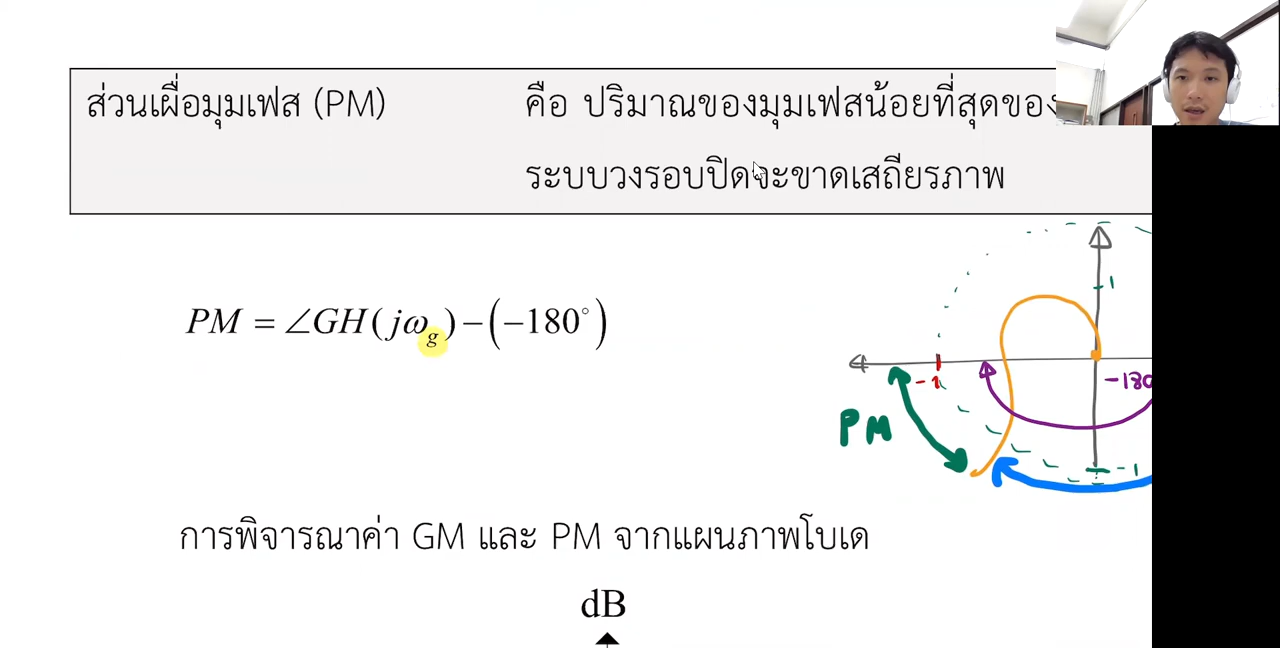 ส่วนเผื่อมุมเฟส (PM)
คือ ปริมาณของมุมเฟสน้อยที่สุดของ
ระบบวงรอบปิดจะขาดเสถียรภาพ
PM = ∠GH(jω_g) − (−180°)
1
-1
-180
PM
-1
การพิจารณาค่า GM และ PM จากแผนภาพโบเด
dB